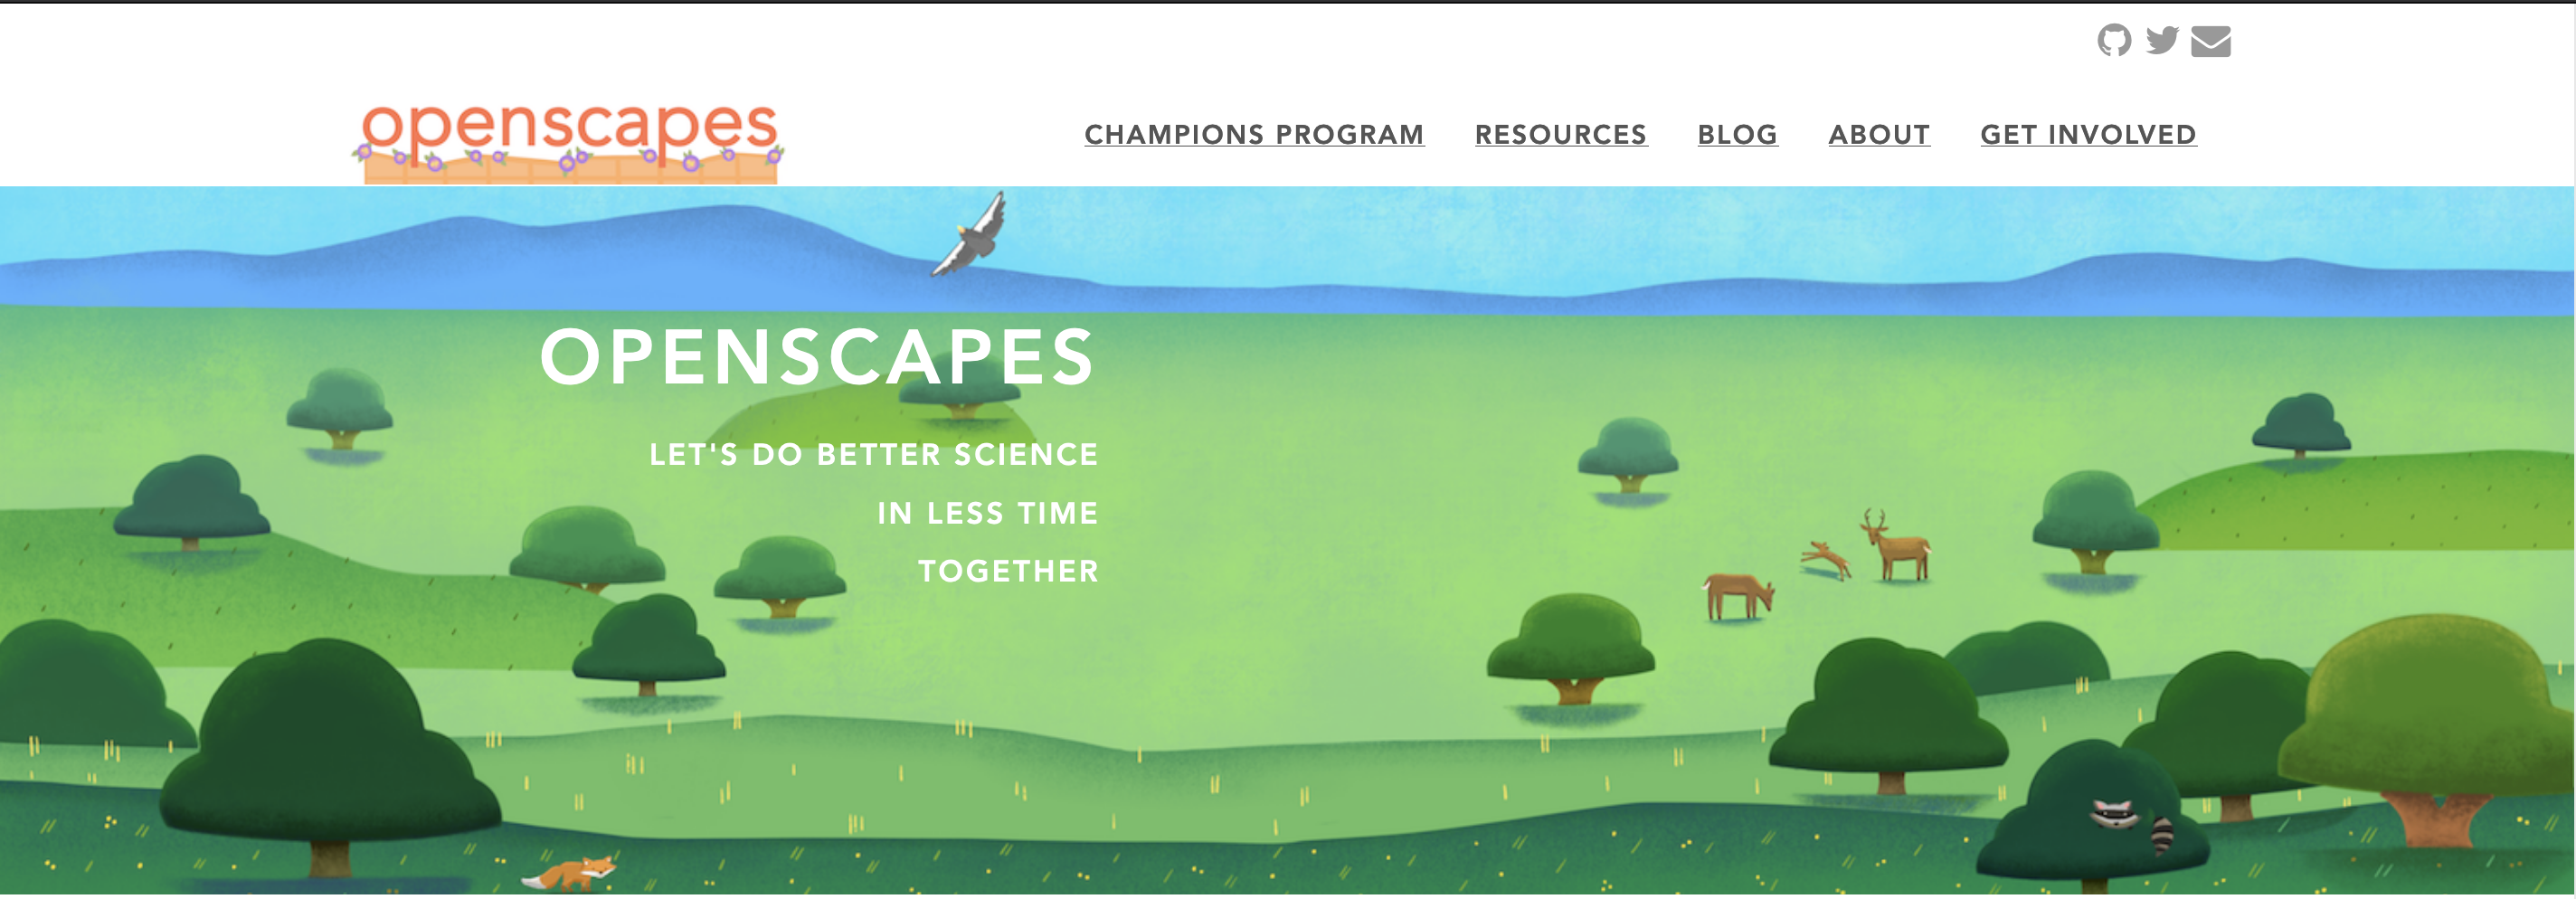 openscapes
CHAMPIONS PROGRAM RESOURCES BLOG ABOUT GET INVOLVED
OPENSCAPES
LET'S DO BETTER SCIENCE
IN LESS TIME
TOGETHER